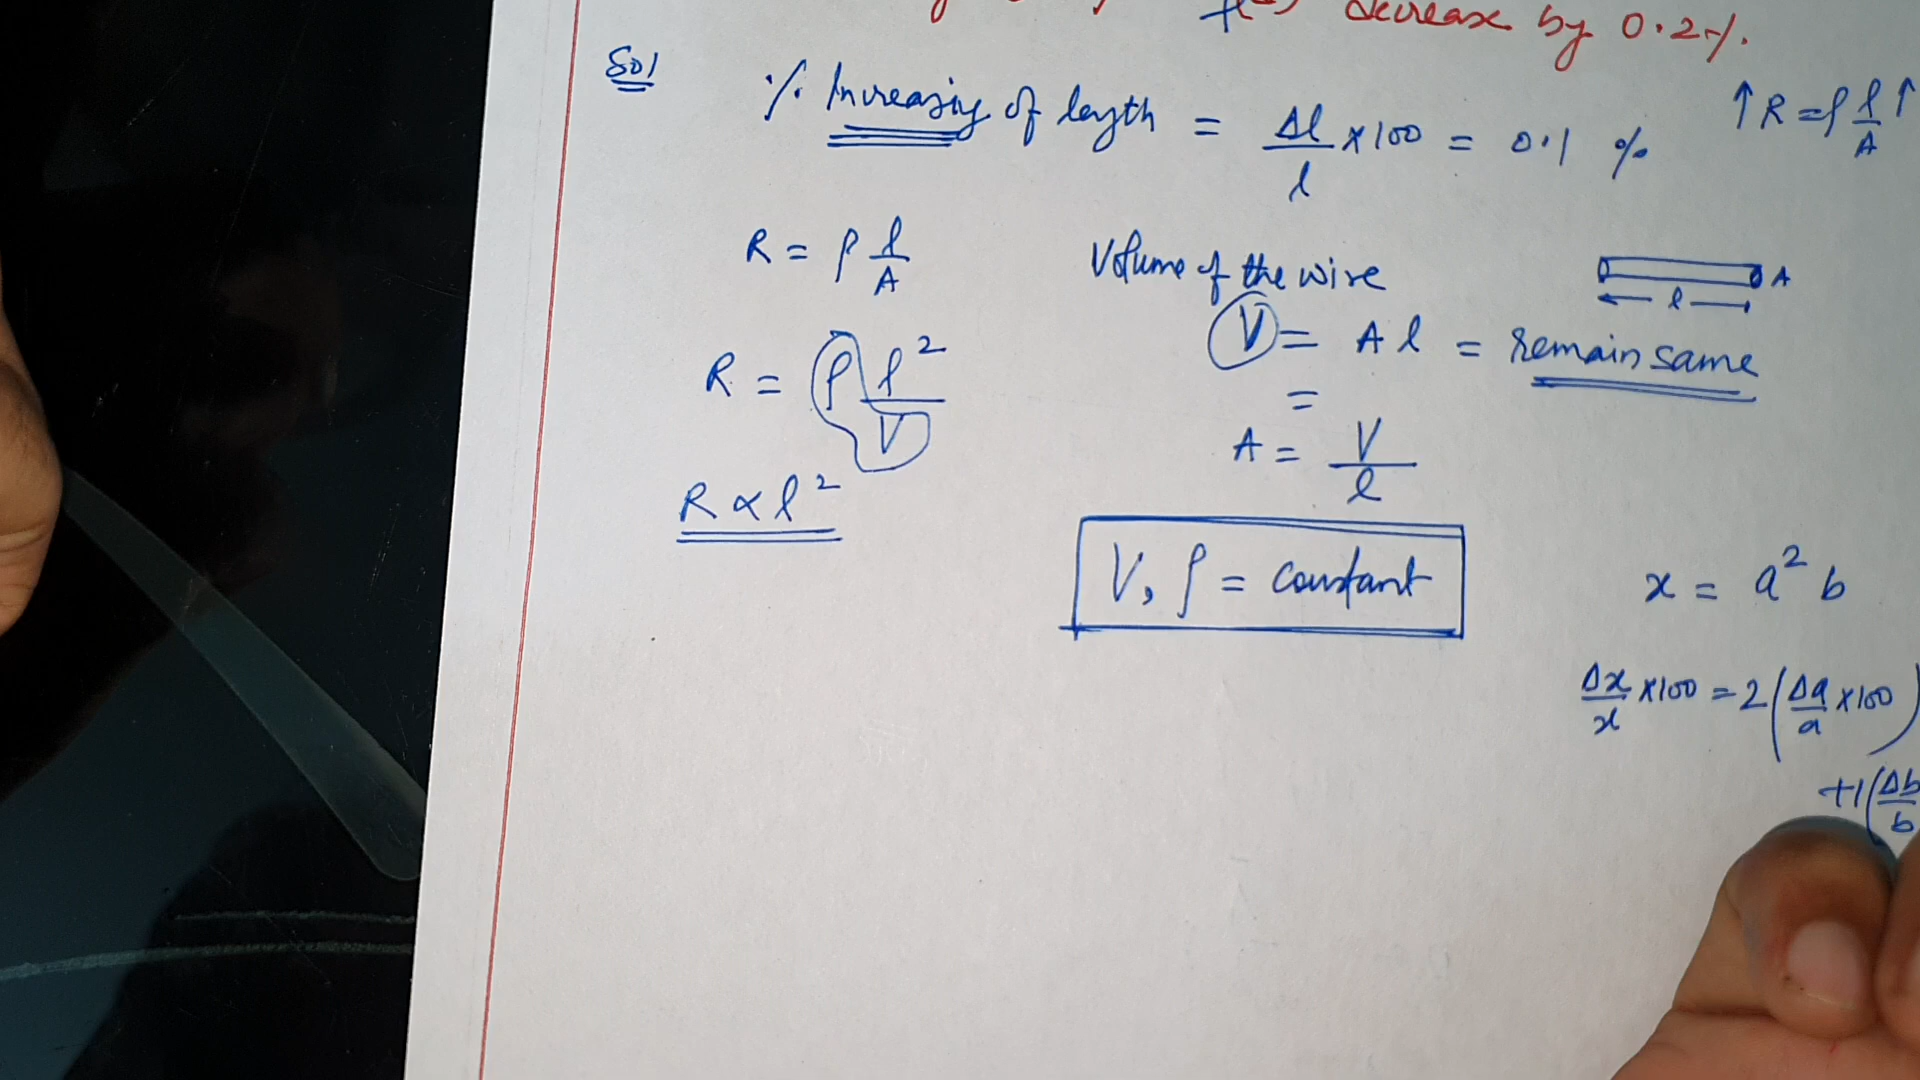 decrease by 0.2%.
Sol
% Increasing of length = Δl/l × 100 = 0.1 %
↑ R = ρ l/A ↑
R = ρ l/A
Volume of the wire
A
l
V = A l = remain same
R = ρ l²/V
=
A = V/l
R ∝ l²
V, ρ = constant
x = a² b
Δx/x × 100 = 2(Δa/a × 100)
+1(Δb/b